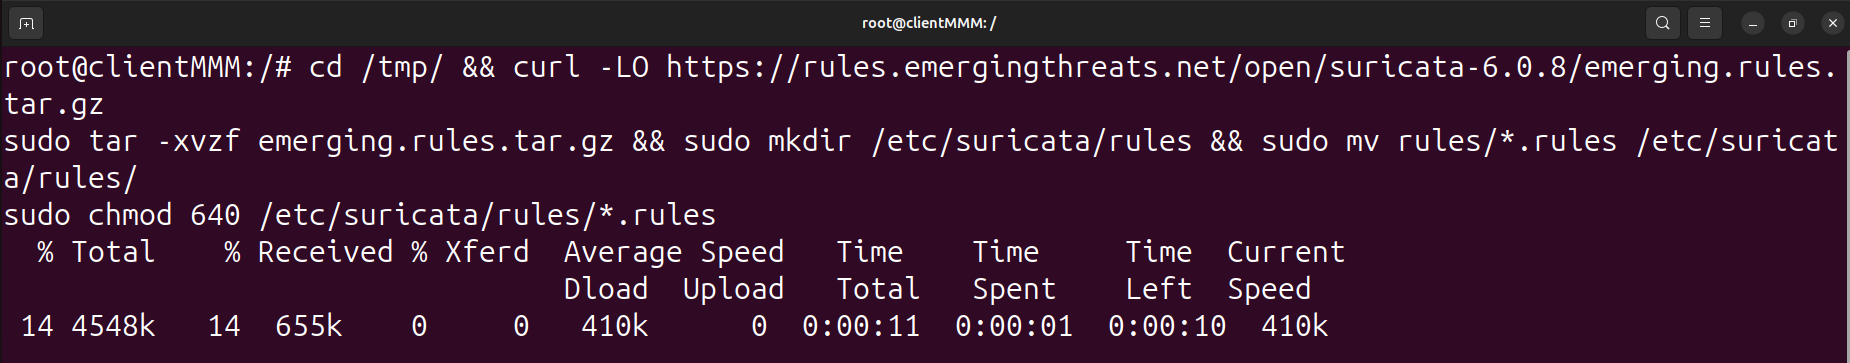 root@clientMMM: /
root@clientMMM:/# cd /tmp/ && curl -LO https://rules.emergingthreats.net/open/suricata-6.0.8/emerging.rules.
tar.gz
sudo tar -xvzf emerging.rules.tar.gz && sudo mkdir /etc/suricata/rules && sudo mv rules/*.rules /etc/suricat
a/rules/
sudo chmod 640 /etc/suricata/rules/*.rules
  % Total    % Received % Xferd  Average Speed   Time    Time     Time  Current
                                 Dload  Upload   Total   Spent    Left  Speed
 14 4548k   14  655k    0     0   410k      0  0:00:11  0:00:01  0:00:10  410k